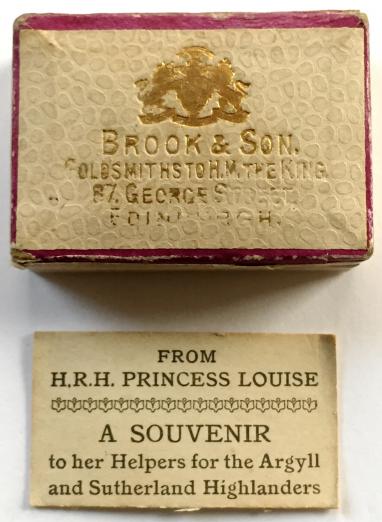 BROOK & SON.
GOLDSMITHS TO H.M. THE KING.
87, GEORGE STREET,
EDINBURGH.
FROM
H.R.H. PRINCESS LOUISE
A SOUVENIR
to her Helpers for the Argyll
and Sutherland Highlanders